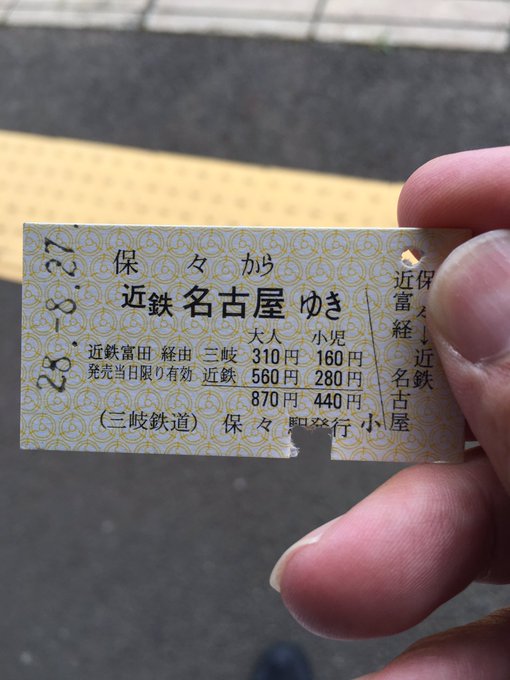 28.-8.27.
保々から
近鉄 名古屋 ゆき
大人 小児
近鉄富田 経由 三岐 310円 160円
発売当日限り有効 近鉄 560円 280円
870円 440円
(三岐鉄道) 保々駅発行 小
保々→近鉄名古屋
近富経